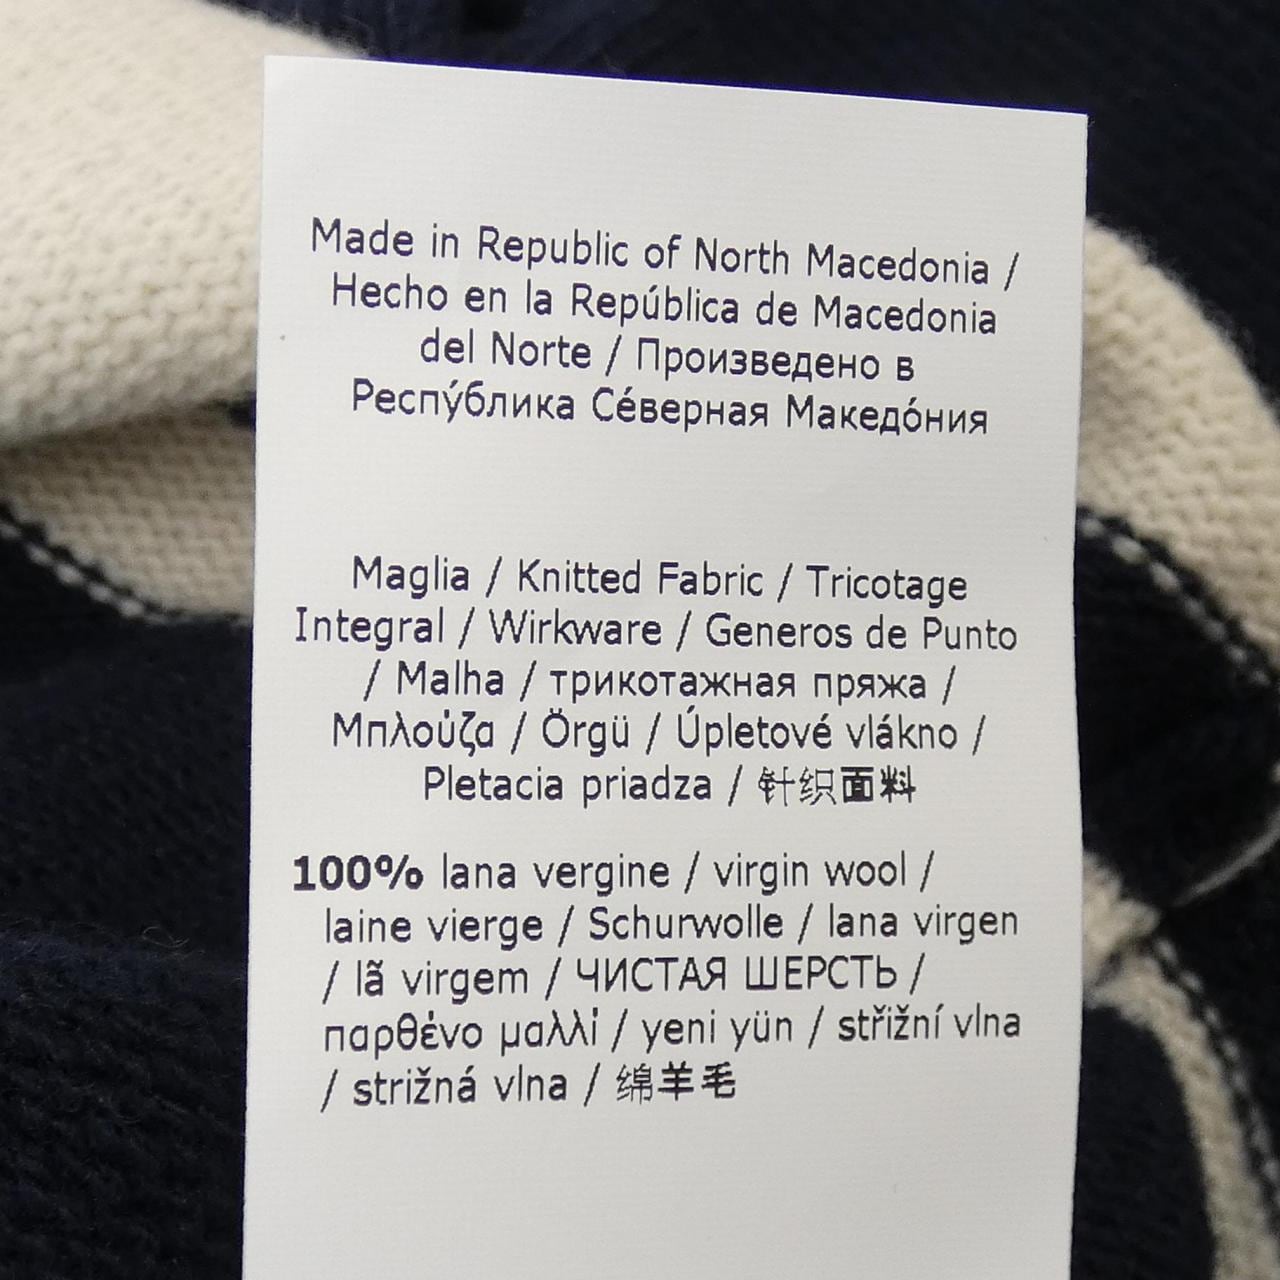 Made in Republic of North Macedonia /
Hecho en la República de Macedonia
del Norte / Произведено в
Респу́блика Се́верная Македо́ния
Maglia / Knitted Fabric / Tricotage
Integral / Wirkware / Generos de Punto
/ Malha / трикотажная пряжа /
Μπλούζα / Örgü / Úpletové vlákno /
Pletacia priadza / 针织面料
100% lana vergine / virgin wool /
laine vierge / Schurwolle / lana virgen
/ lã virgem / ЧИСТАЯ ШЕРСТЬ /
παρθένο μαλλί / yeni yün / střižní vlna
/ strižná vlna / 绵羊毛